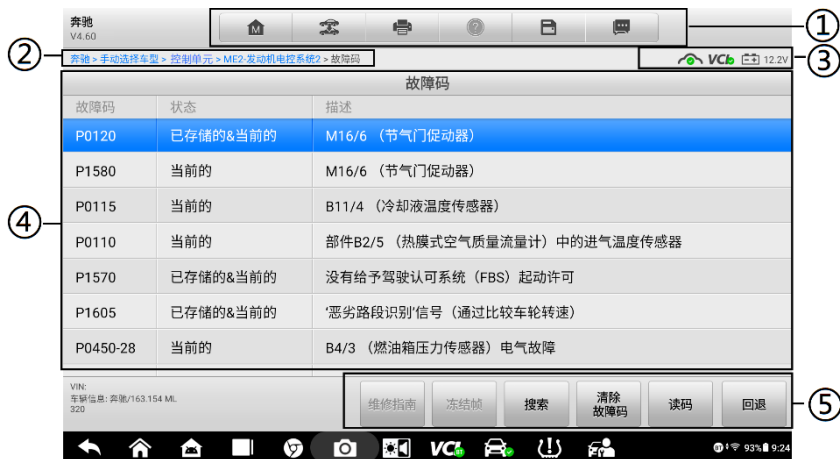 奔驰
V4.60
①
②
奔驰 > 手动选择车型 > 控制单元 > ME2-发动机电控系统2 > 故障码
VCI 12.2V
③
故障码
故障码 状态 描述
P0120 已存储的&当前的 M16/6 （节气门促动器）
P1580 当前的 M16/6 （节气门促动器）
P0115 当前的 B11/4 （冷却液温度传感器）
④
P0110 当前的 部件B2/5 （热膜式空气质量流量计）中的进气温度传感器
P1570 已存储的&当前的 没有给予驾驶认可系统（FBS）起动许可
P1605 已存储的&当前的 '恶劣路段识别'信号（通过比较车轮转速）
P0450-28 当前的 B4/3 （燃油箱压力传感器）电气故障
VIN:
车辆信息: 奔驰/163.154 ML
320
维修指南 冻结帧 搜索 清除
故障码 读码 回退
⑤
VCI 93% 9:24